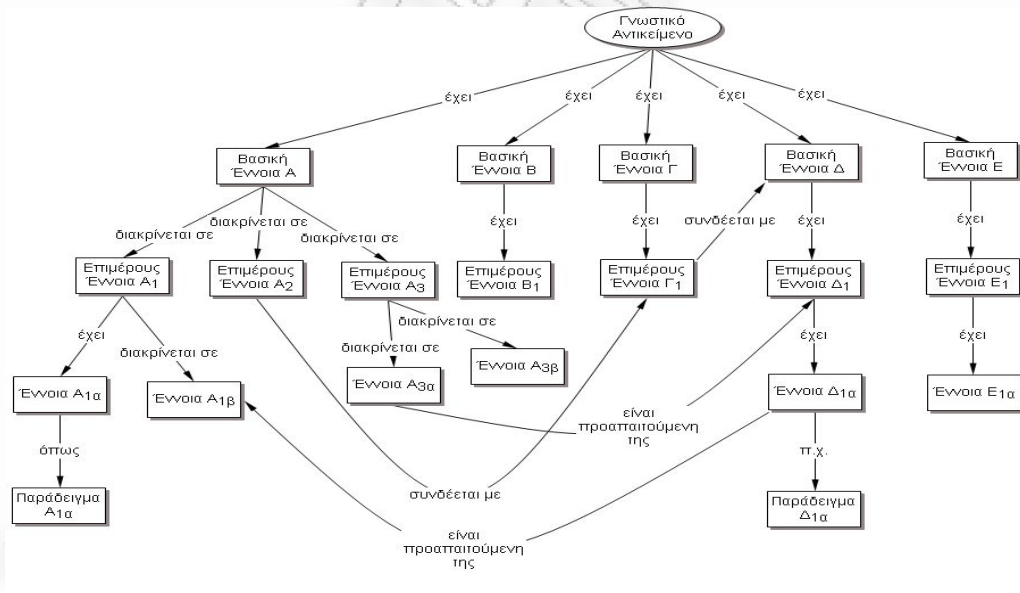 Γνωστικό
Αντικείμενο
έχει
έχει
έχει
έχει
έχει
Βασική
Έννοια Α
Βασική
Έννοια Β
Βασική
Έννοια Γ
Βασική
Έννοια Δ
Βασική
Έννοια Ε
διακρίνεται σε
διακρίνεται σε
διακρίνεται σε
έχει
έχει
συνδέεται με
έχει
έχει
Επιμέρους
Έννοια Α1
Επιμέρους
Έννοια Α2
Επιμέρους
Έννοια Α3
Επιμέρους
Έννοια Β1
Επιμέρους
Έννοια Γ1
Επιμέρους
Έννοια Δ1
Επιμέρους
Έννοια Ε1
έχει
διακρίνεται σε
διακρίνεται σε
διακρίνεται σε
έχει
έχει
Έννοια Α1α
Έννοια Α1β
Έννοια Α3α
Έννοια Α3β
Έννοια Δ1α
Έννοια Ε1α
είναι
προαπαιτούμενη
της
όπως
π.χ.
Παράδειγμα
Α1α
συνδέεται με
Παράδειγμα
Δ1α
είναι
προαπαιτούμενη
της